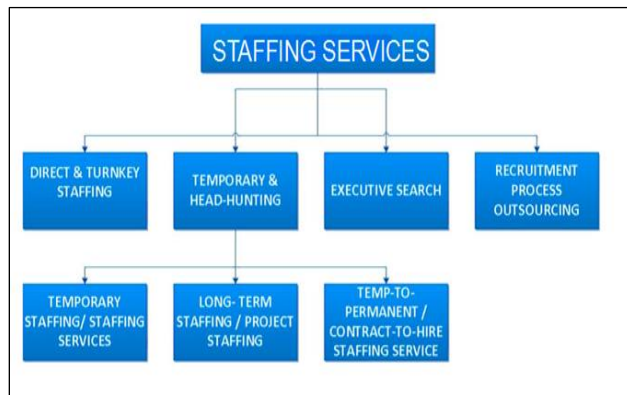 STAFFING SERVICES
DIRECT & TURNKEY
STAFFING
TEMPORARY &
HEAD-HUNTING
EXECUTIVE SEARCH
RECRUITMENT
PROCESS
OUTSOURCING
TEMPORARY
STAFFING/ STAFFING
SERVICES
LONG- TERM
STAFFING / PROJECT
STAFFING
TEMP-TO-
PERMANENT /
CONTRACT-TO-HIRE
STAFFING SERVICE